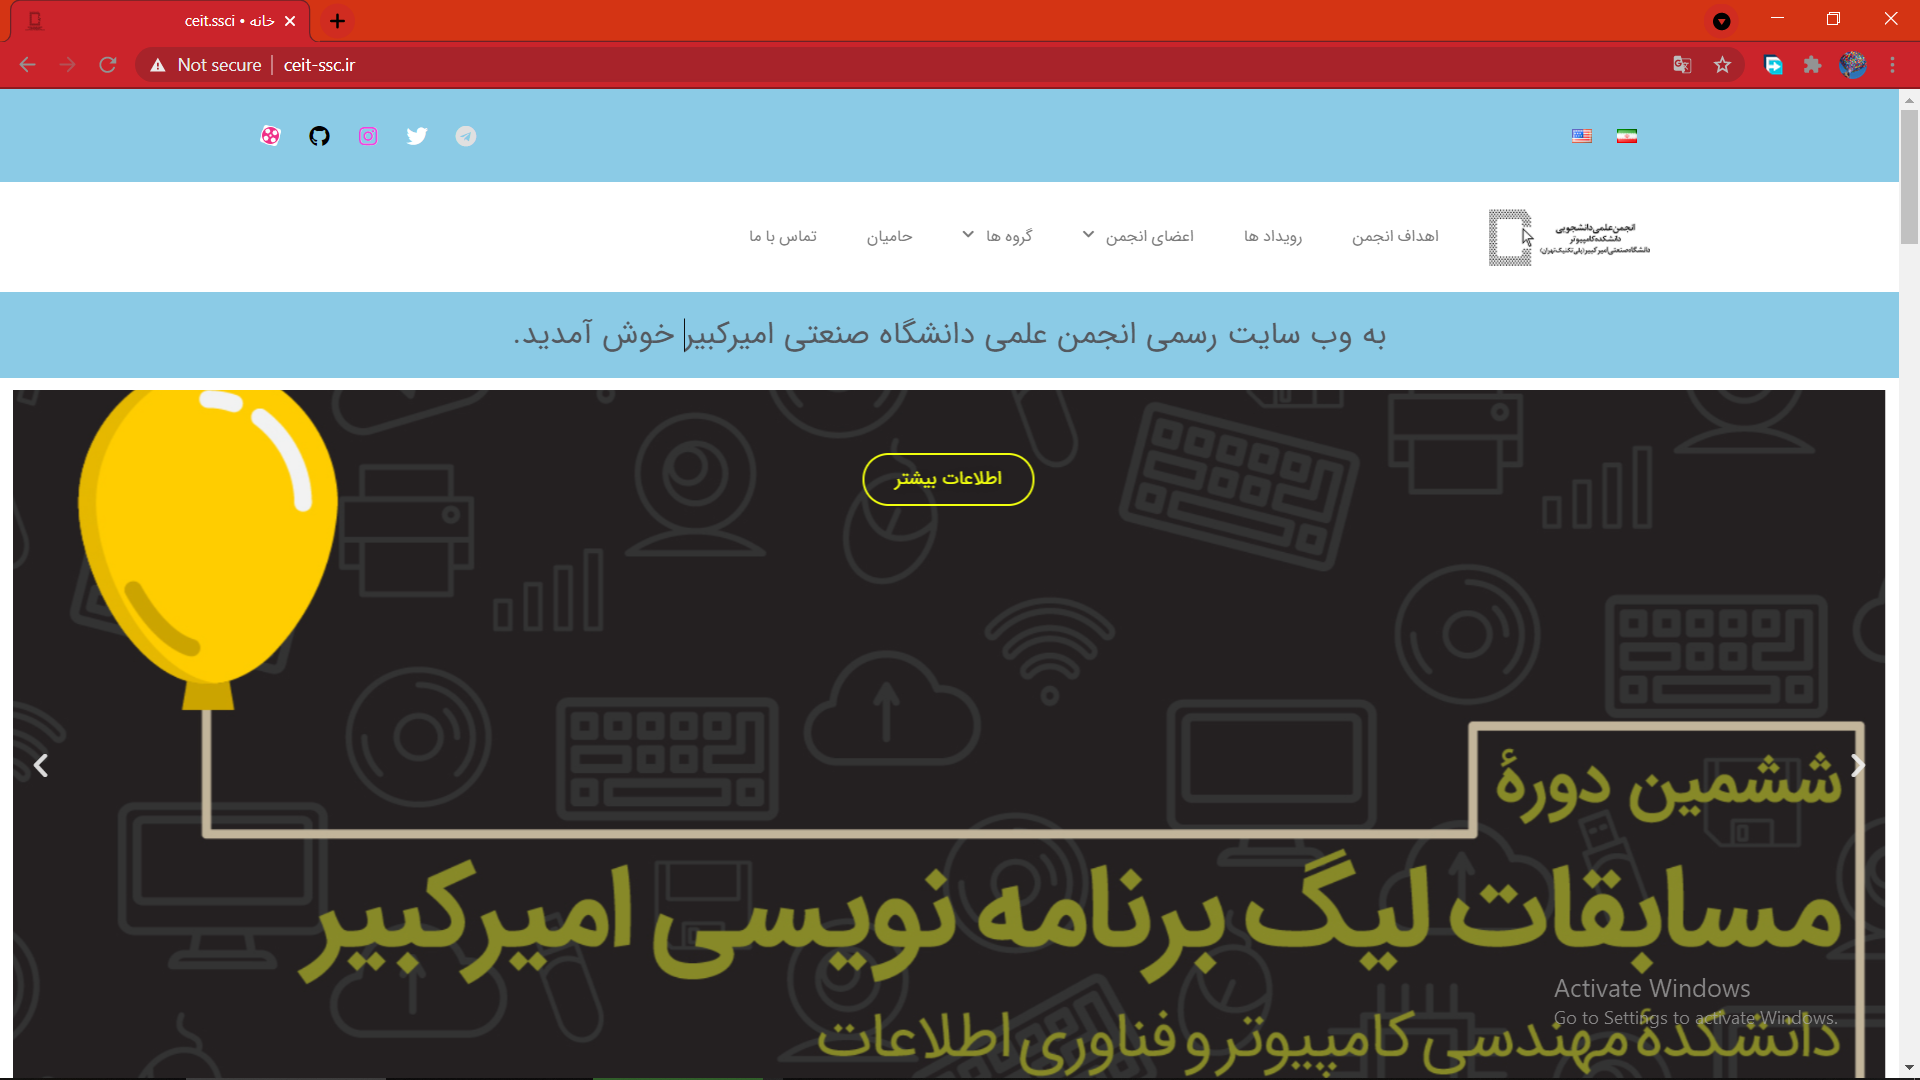 ceit.ssci • خانه
Not secure | ceit-ssc.ir
انجمن علمی دانشجویی
دانشکده کامپیوتر
دانشگاه صنعتی امیر کبیر (پلی تکنیک تهران)
اهداف انجمن
رویداد ها
اعضای انجمن
گروه ها
حامیان
تماس با ما
به وب سایت رسمی انجمن علمی دانشگاه صنعتی امیرکبیر خوش آمدید.
اطلاعات بیشتر
ششمین دورهٔ
مسابقات لیگ برنامه نویسی امیرکبیر
دانشکدهٔ مهندسی کامپیوتر و فناوری اطلاعات
Activate Windows
Go to Settings to activate Windows.